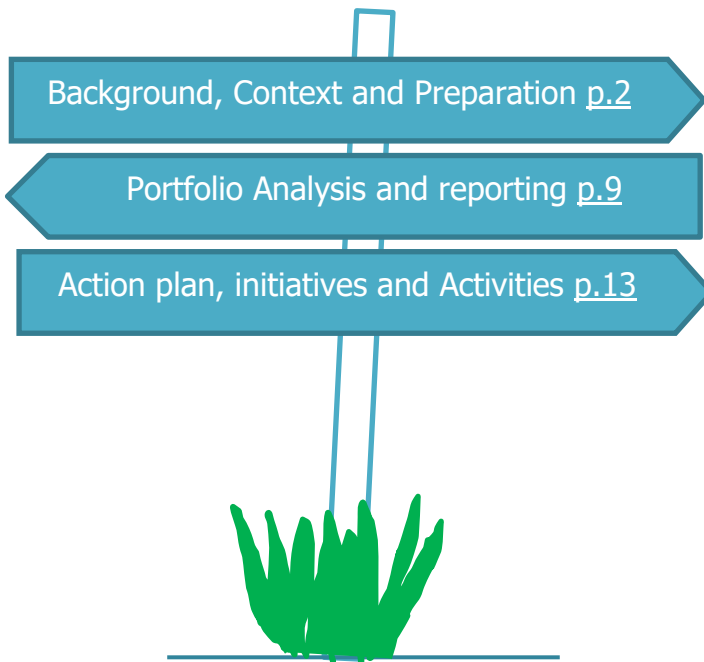 Background, Context and Preparation p.2
Portfolio Analysis and reporting p.9
Action plan, initiatives and Activities p.13